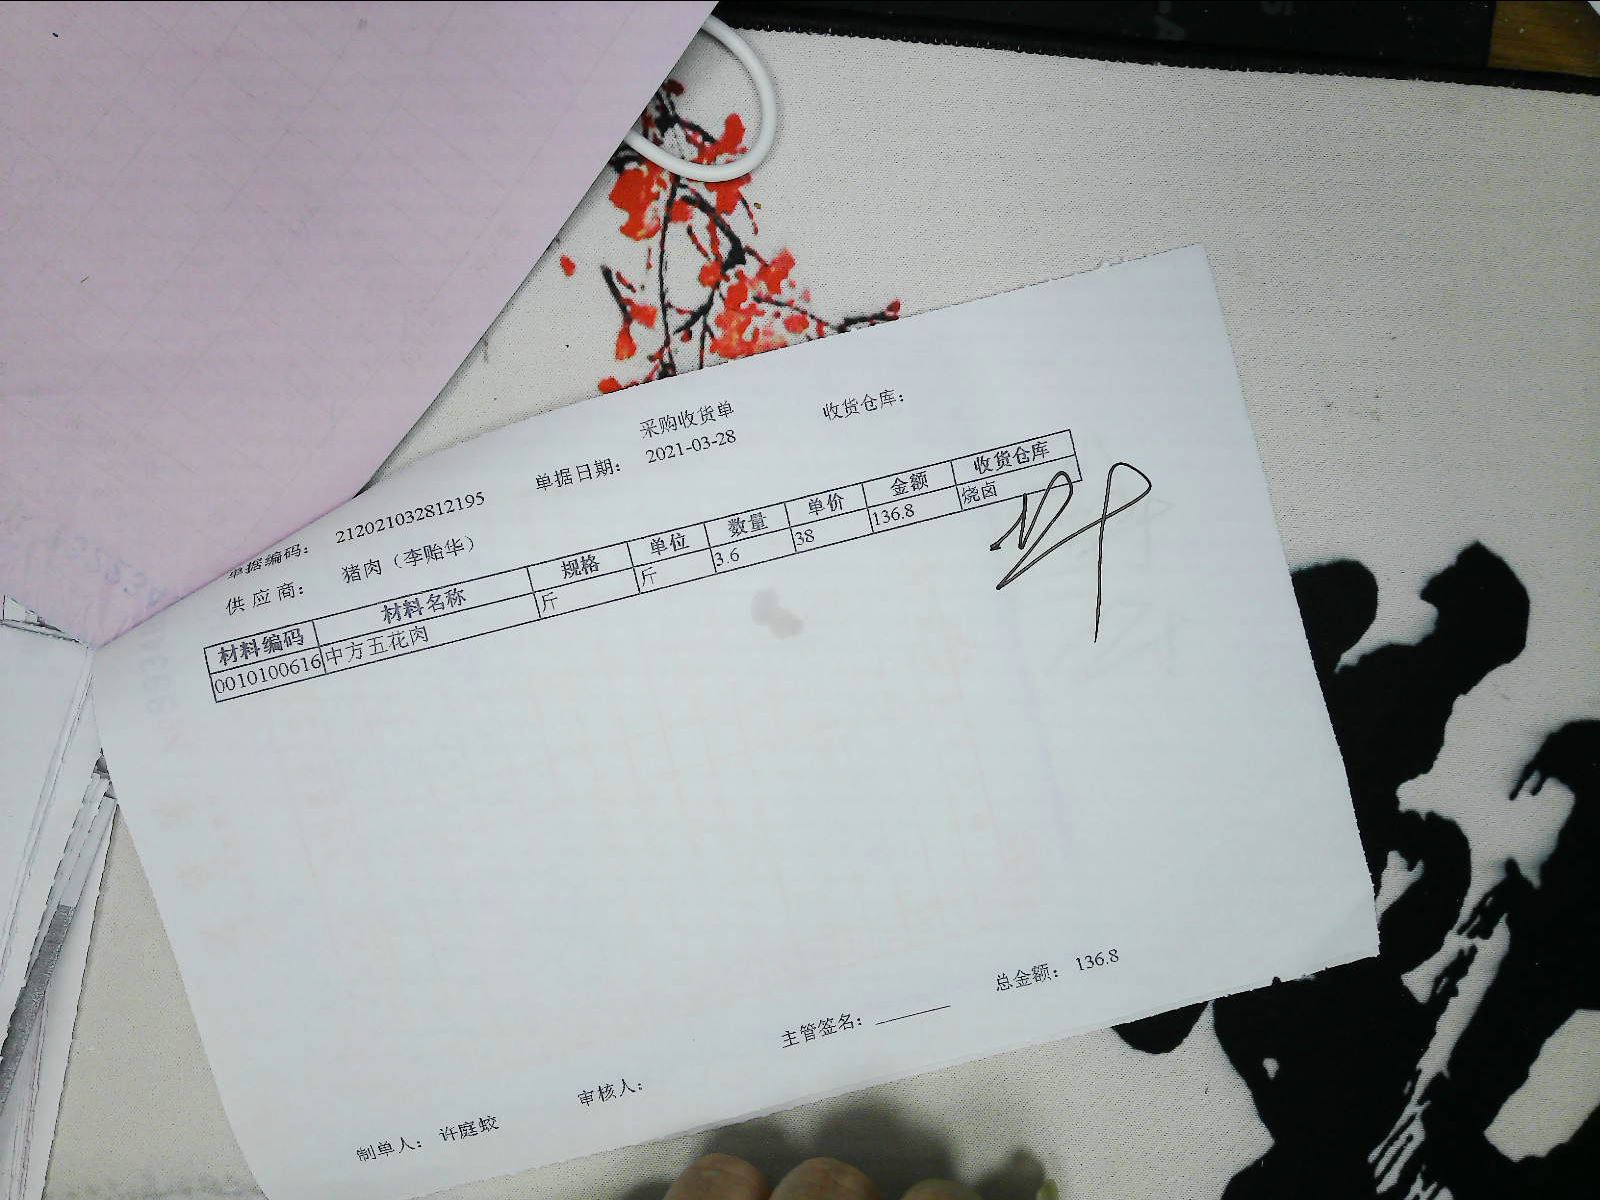 采购收货单
收货仓库:
单据编码: 212021032812195 单据日期: 2021-03-28
供应商: 猪肉（李贻华）
材料编码 材料名称 规格 单位 数量 单价 金额 收货仓库
0010100616 中方五花肉 斤 斤 3.6 38 136.8 烧卤
主管签名: 总金额: 136.8
制单人: 许庭蛟 审核人: